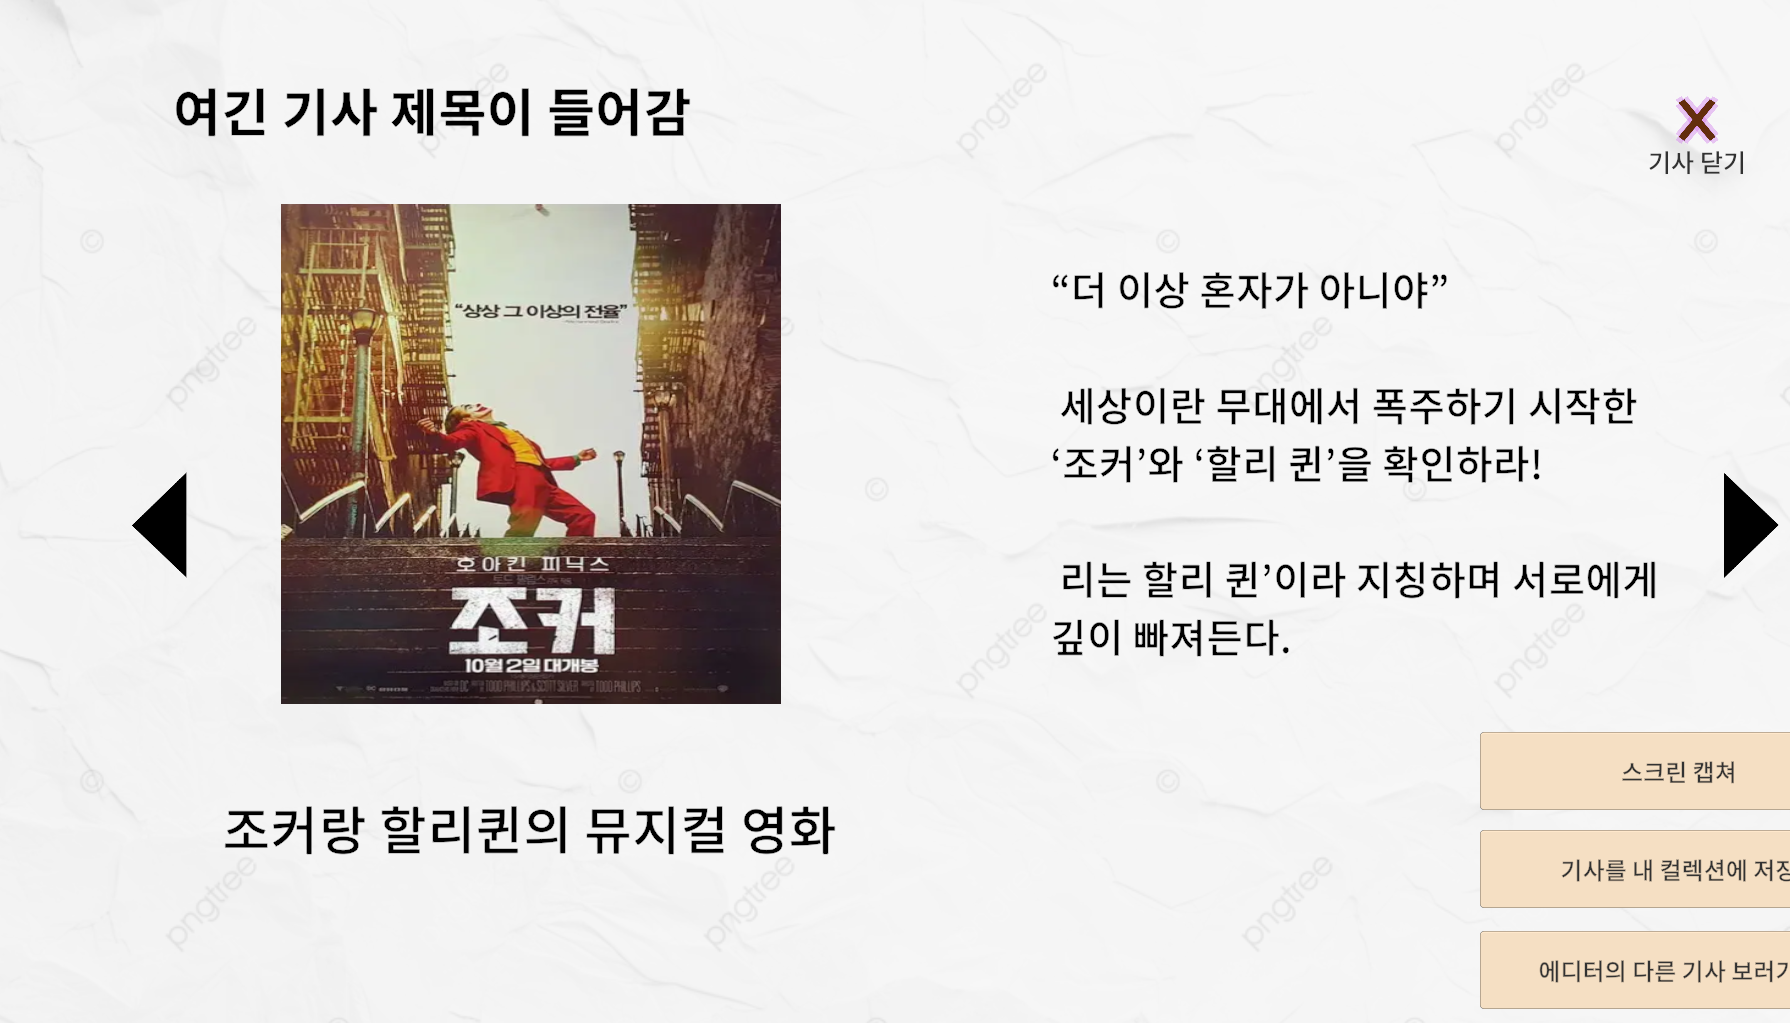 여긴 기사 제목이 들어감
기사 닫기
“상상 그 이상의 전율”
호아킨 피닉스
조커
10월 2일 대개봉
조커랑 할리퀸의 뮤지컬 영화
“더 이상 혼자가 아니야”
세상이란 무대에서 폭주하기 시작한
‘조커’와 ‘할리 퀸’을 확인하라!
리는 할리 퀸’이라 지칭하며 서로에게
깊이 빠져든다.
스크린 캡쳐
기사를 내 컬렉션에 저장
에디터의 다른 기사 보러가
pngtree